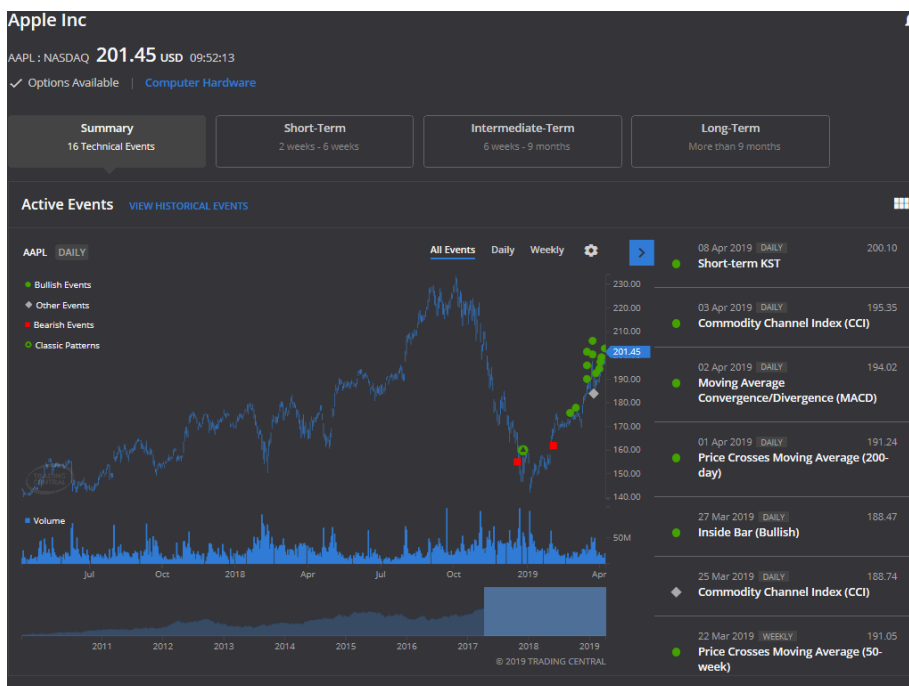 Apple Inc
AAPL : NASDAQ 201.45 USD 09:52:13
Options Available | Computer Hardware
Summary
16 Technical Events
Short-Term
2 weeks - 6 weeks
Intermediate-Term
6 weeks - 9 months
Long-Term
More than 9 months
Active Events VIEW HISTORICAL EVENTS
AAPL DAILY
All Events Daily Weekly
Bullish Events
Other Events
Bearish Events
Classic Patterns
230.00
220.00
210.00
201.45
190.00
180.00
170.00
160.00
150.00
140.00
TRADING
CENTRAL
Volume
50M
Jul Oct 2018 Apr Jul Oct 2019 Apr
2011 2012 2013 2014 2015 2016 2017 2018 2019
© 2019 TRADING CENTRAL
08 Apr 2019 DAILY 200.10
Short-term KST
03 Apr 2019 DAILY 195.35
Commodity Channel Index (CCI)
02 Apr 2019 DAILY 194.02
Moving Average
Convergence/Divergence (MACD)
01 Apr 2019 DAILY 191.24
Price Crosses Moving Average (200-
day)
27 Mar 2019 DAILY 188.47
Inside Bar (Bullish)
25 Mar 2019 DAILY 188.74
Commodity Channel Index (CCI)
22 Mar 2019 WEEKLY 191.05
Price Crosses Moving Average (50-
week)